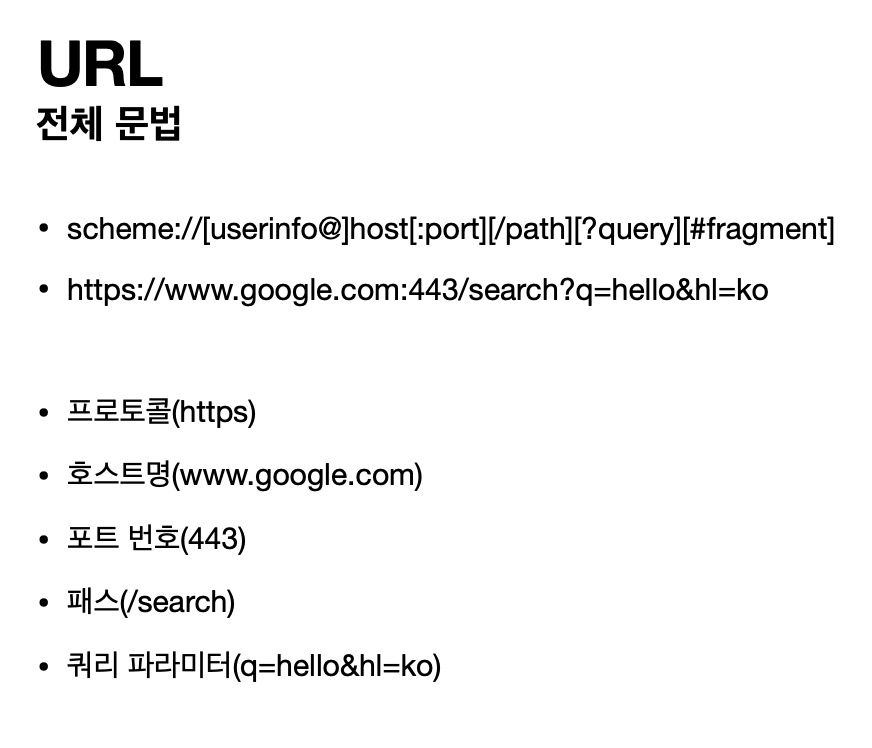 URL
전체 문법
• scheme://[userinfo@]host[:port][/path][?query][#fragment]
• https://www.google.com:443/search?q=hello&hl=ko
• 프로토콜(https)
• 호스트명(www.google.com)
• 포트 번호(443)
• 패스(/search)
• 쿼리 파라미터(q=hello&hl=ko)